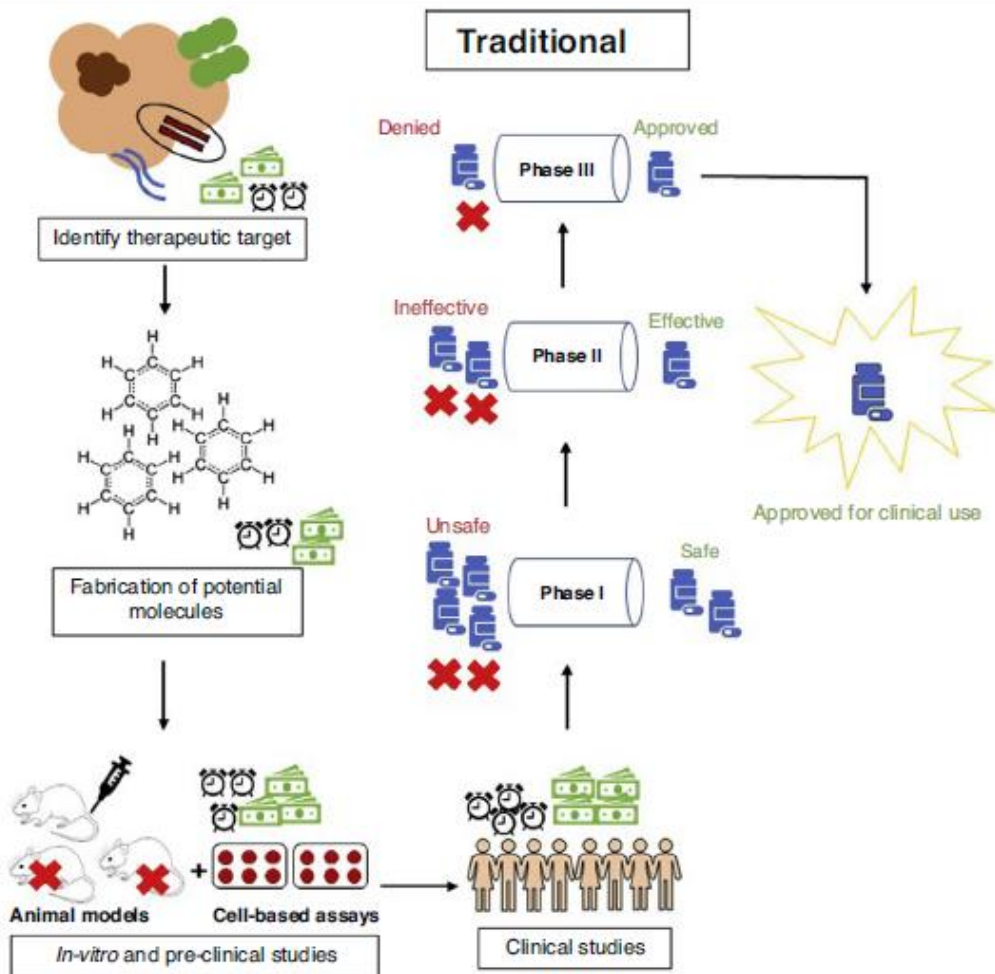 Traditional
Identify therapeutic target
H
H C H
C C
C C
H C H
H
H
H C H
C C
C C
H C H
H
H
H C H
C C
C C
H C H
H
Fabrication of potential
molecules
Animal models
+
Cell-based assays
In-vitro and pre-clinical studies
Clinical studies
Unsafe
Phase I
Safe
Ineffective
Phase II
Effective
Denied
Phase III
Approved
Approved for clinical use